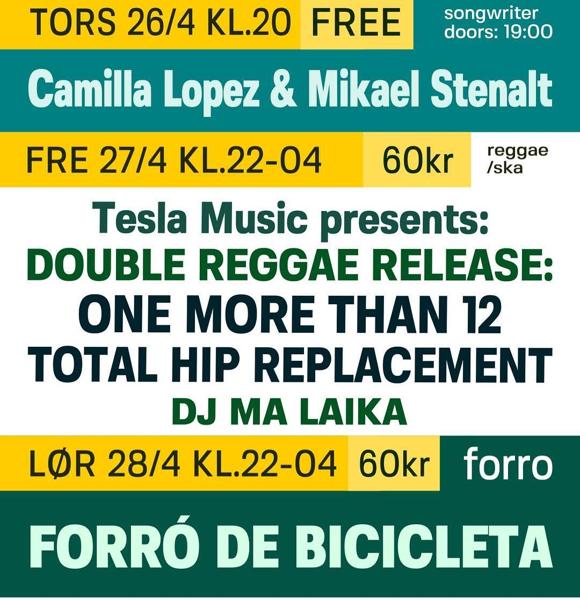 TORS 26/4 KL.20 FREE songwriter
doors: 19:00
Camilla Lopez & Mikael Stenalt
FRE 27/4 KL.22-04 60kr reggae
/ska
Tesla Music presents:
DOUBLE REGGAE RELEASE:
ONE MORE THAN 12
TOTAL HIP REPLACEMENT
DJ MA LAIKA
LØR 28/4 KL.22-04 60kr forro
FORRÓ DE BICICLETA